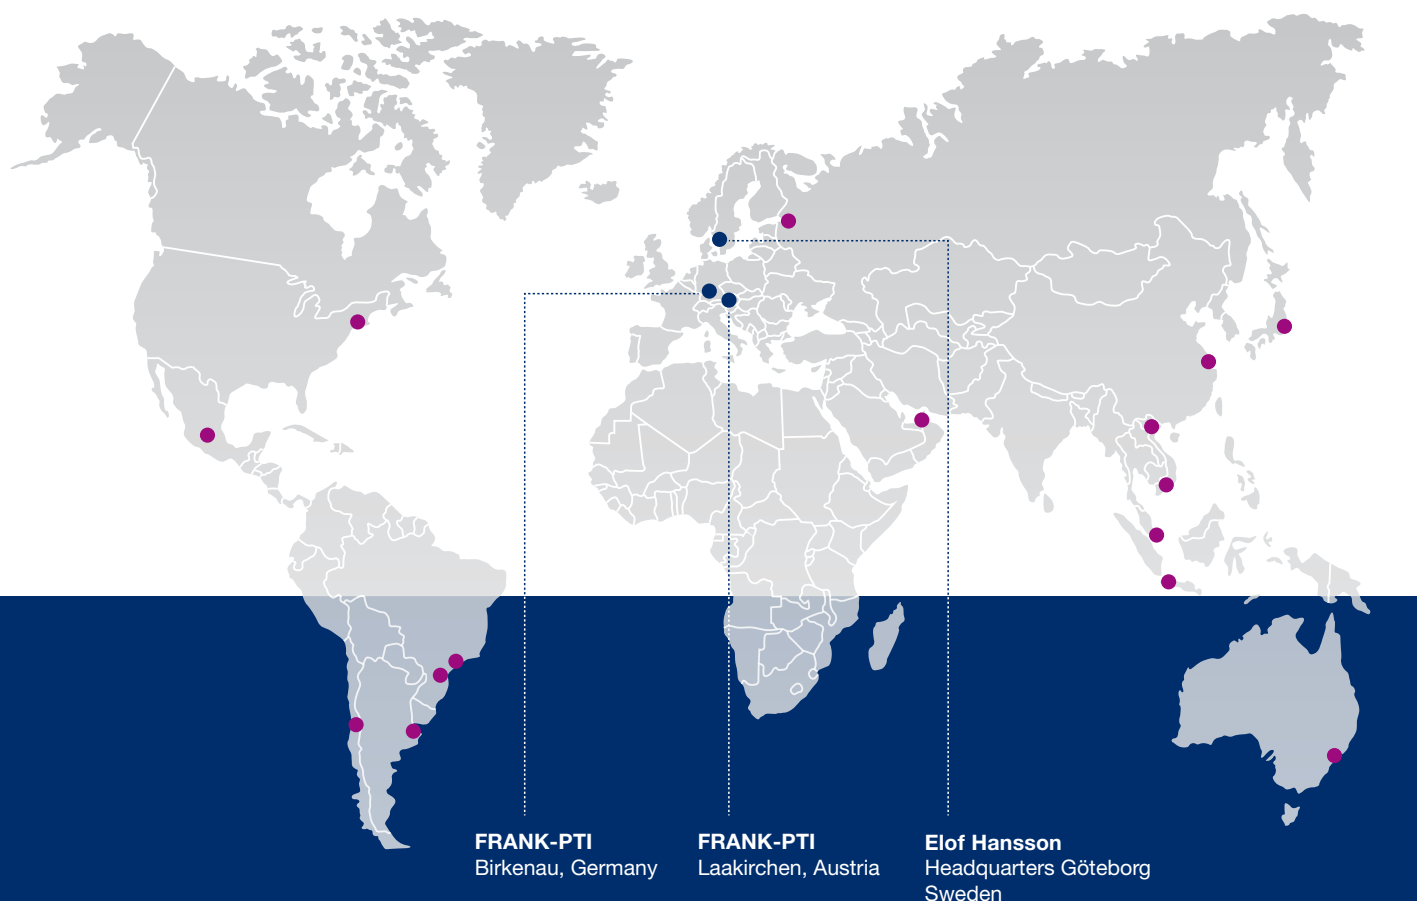 FRANK-PTI
Birkenau, Germany
FRANK-PTI
Laakirchen, Austria
Elof Hansson
Headquarters Göteborg
Sweden